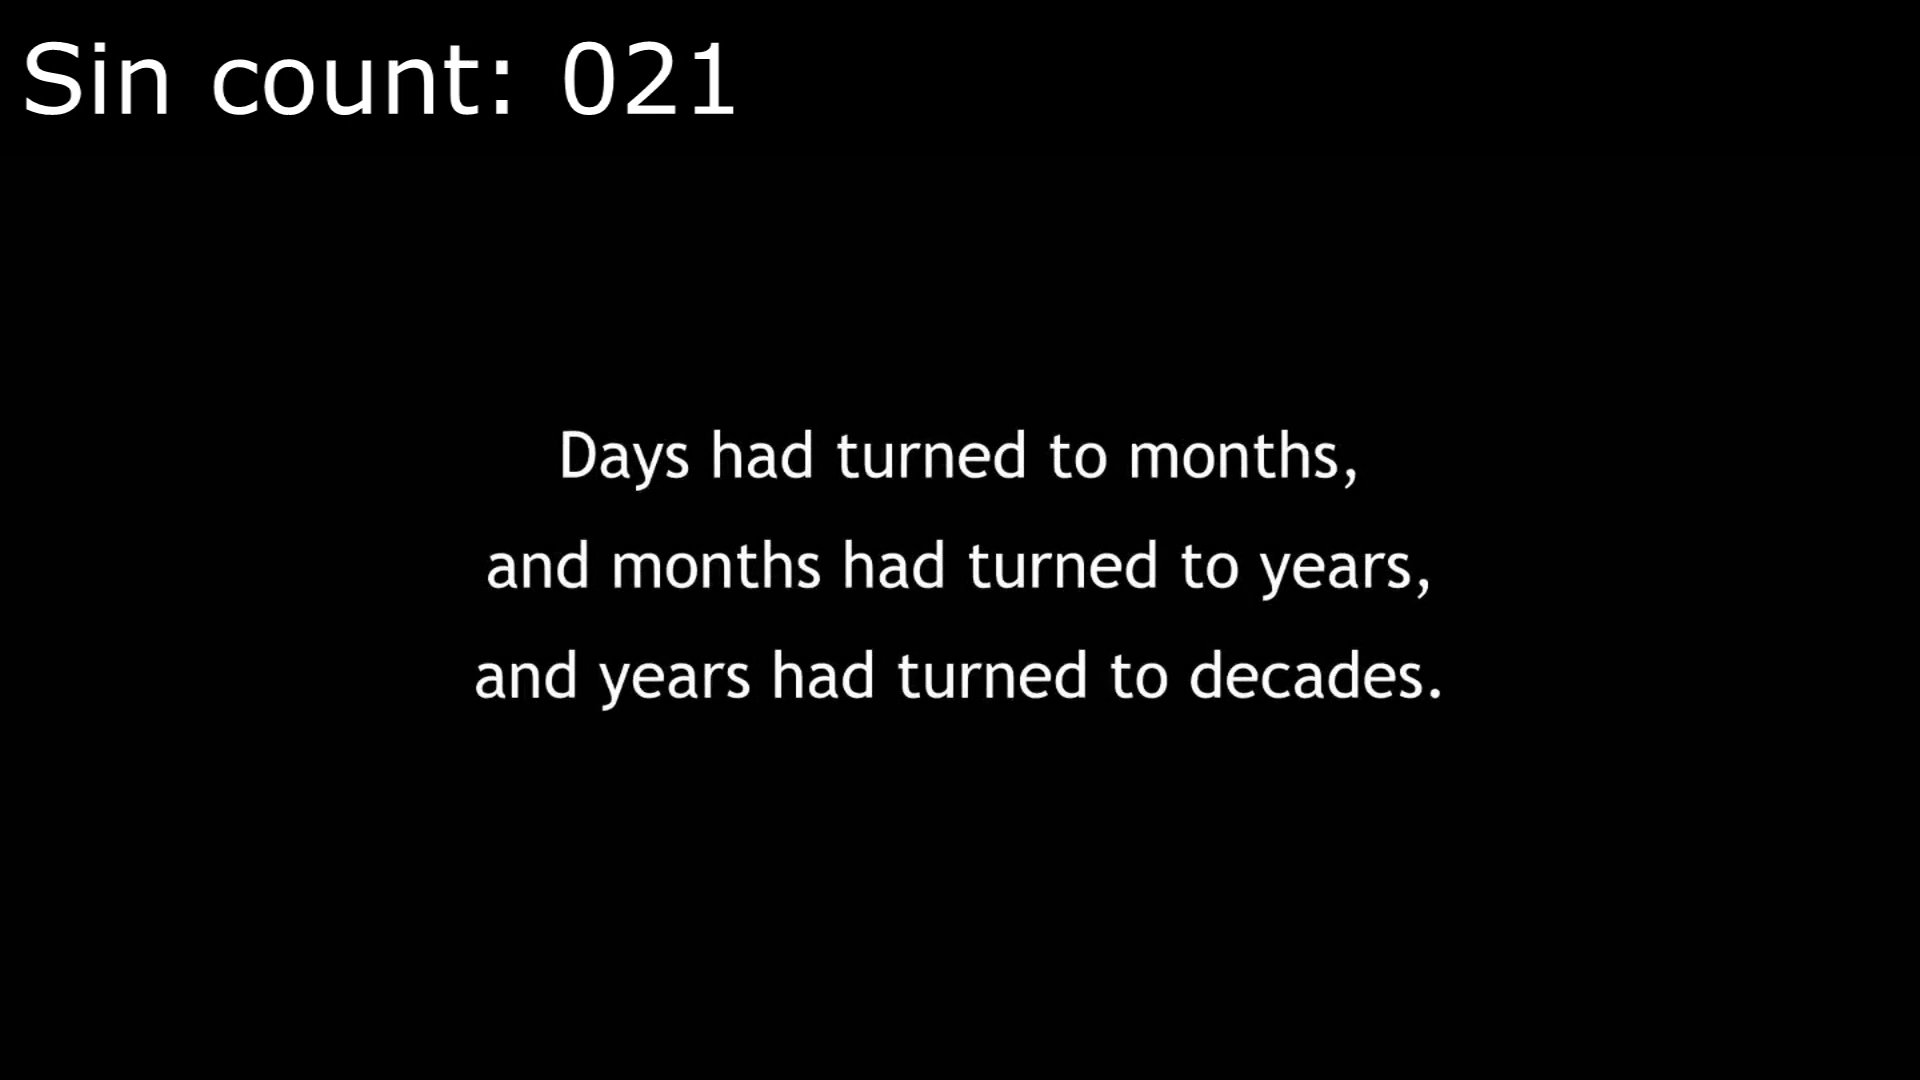 Sin count: 021
Days had turned to months,
and months had turned to years,
and years had turned to decades.